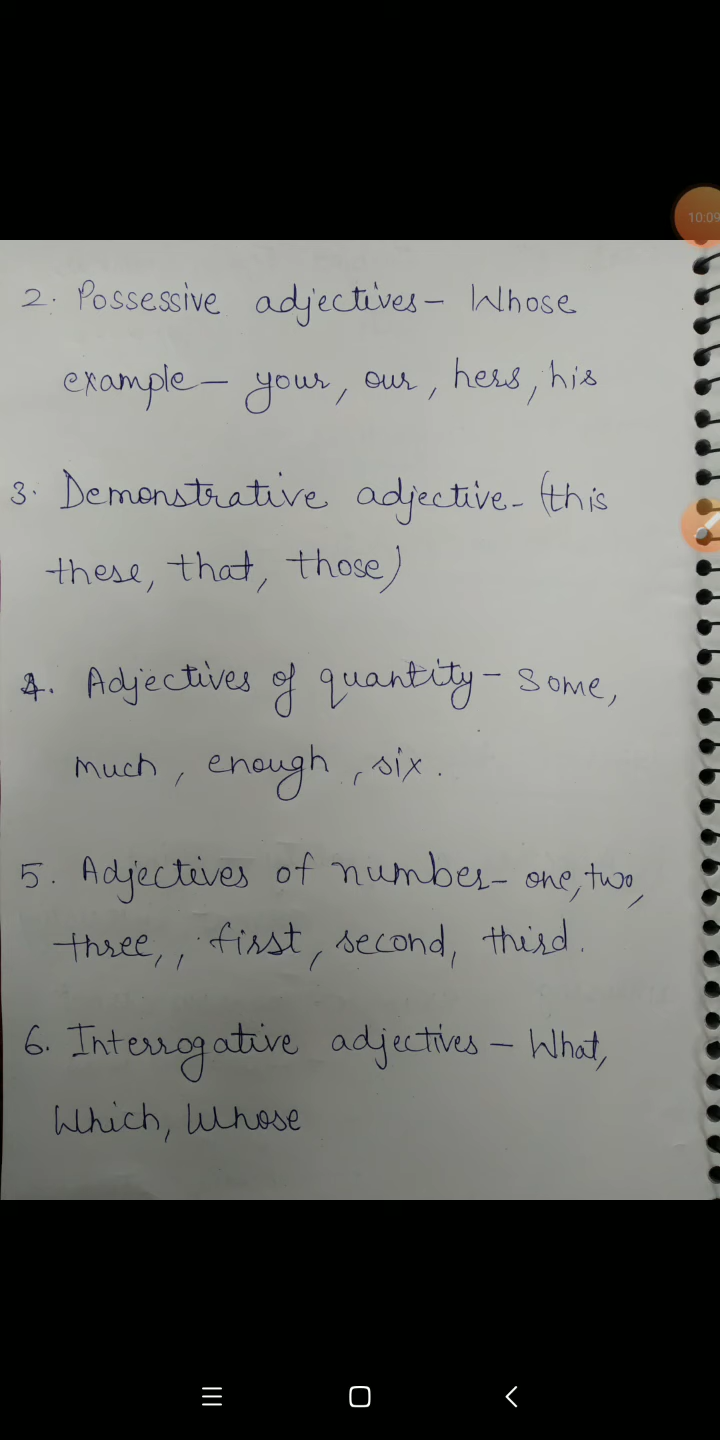 10:09
2. Possessive adjectives- Whose
example- your, our, hers, his
3. Demonstrative adjective- (this
these, that, those)
4. Adjectives of quantity- some,
much, enough, six.
5. Adjectives of number- one, two,
three,, first, second, third.
6. Interrogative adjectives- What,
Which, Whose